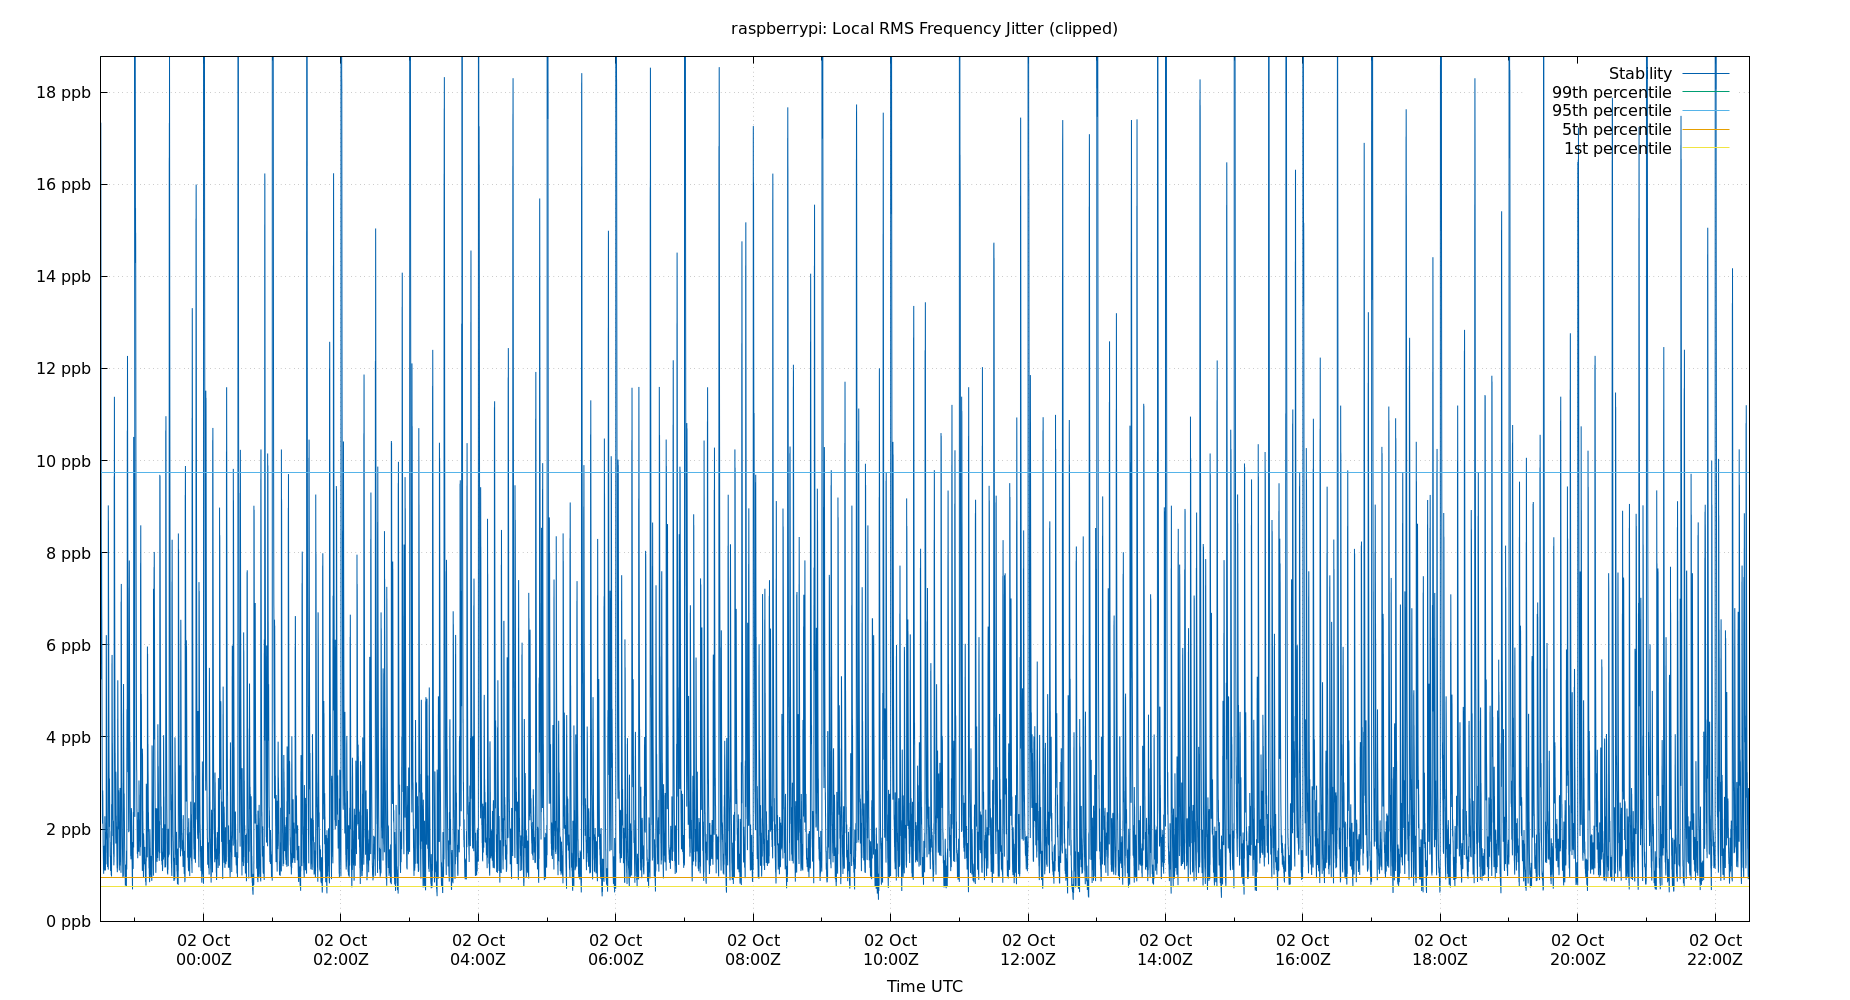 raspberrypi: Local RMS Frequency Jitter (clipped)
Stability
99th percentile
95th percentile
5th percentile
1st percentile
18 ppb
16 ppb
14 ppb
12 ppb
10 ppb
8 ppb
6 ppb
4 ppb
2 ppb
0 ppb
02 Oct 02 Oct 02 Oct 02 Oct 02 Oct 02 Oct 02 Oct 02 Oct 02 Oct 02 Oct 02 Oct 02 Oct
00:00Z 02:00Z 04:00Z 06:00Z 08:00Z 10:00Z 12:00Z 14:00Z 16:00Z 18:00Z 20:00Z 22:00Z
Time UTC